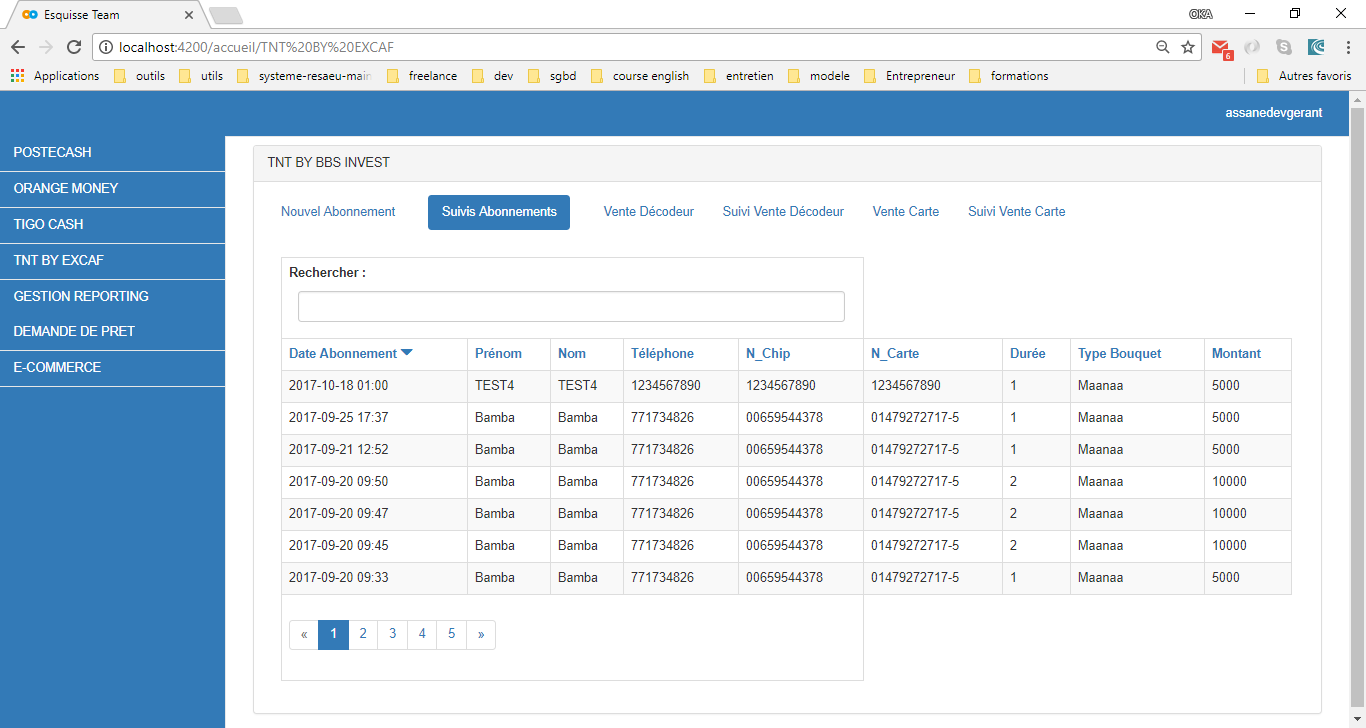 Esquisse Team
OKA
localhost:4200/accueil/TNT%20BY%20EXCAF
6
Applications outils utils systeme-resaeu-main freelance dev sgbd course english entretien modele Entrepreneur formations Autres favoris
assanedevgerant
POSTECASH
ORANGE MONEY
TIGO CASH
TNT BY EXCAF
GESTION REPORTING
DEMANDE DE PRET
E-COMMERCE
TNT BY BBS INVEST
Nouvel Abonnement Suivis Abonnements Vente Décodeur Suivi Vente Décodeur Vente Carte Suivi Vente Carte
Rechercher :
Date Abonnement Prénom Nom Téléphone N_Chip N_Carte Durée Type Bouquet Montant
2017-10-18 01:00 TEST4 TEST4 1234567890 1234567890 1234567890 1 Maanaa 5000
2017-09-25 17:37 Bamba Bamba 771734826 00659544378 01479272717-5 1 Maanaa 5000
2017-09-21 12:52 Bamba Bamba 771734826 00659544378 01479272717-5 1 Maanaa 5000
2017-09-20 09:50 Bamba Bamba 771734826 00659544378 01479272717-5 2 Maanaa 10000
2017-09-20 09:47 Bamba Bamba 771734826 00659544378 01479272717-5 2 Maanaa 10000
2017-09-20 09:45 Bamba Bamba 771734826 00659544378 01479272717-5 2 Maanaa 10000
2017-09-20 09:33 Bamba Bamba 771734826 00659544378 01479272717-5 1 Maanaa 5000
« 1 2 3 4 5 »